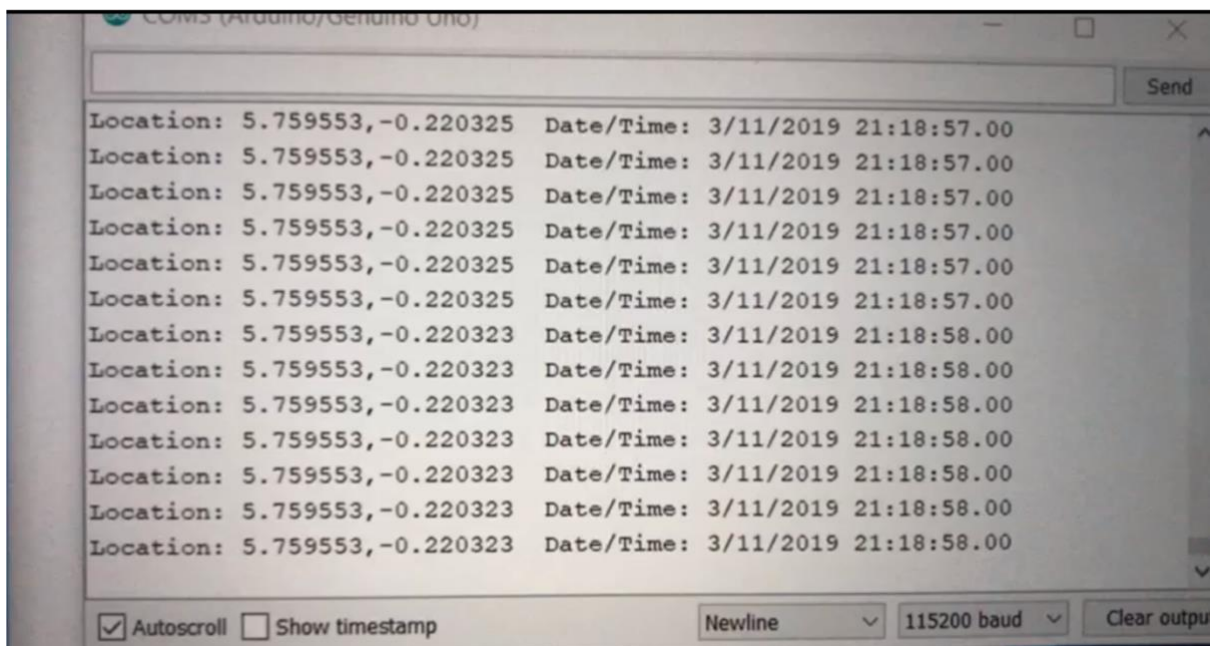 COM3 (Arduino/Genuino Uno)
Send
Location: 5.759553,-0.220325  Date/Time: 3/11/2019 21:18:57.00
Location: 5.759553,-0.220325  Date/Time: 3/11/2019 21:18:57.00
Location: 5.759553,-0.220325  Date/Time: 3/11/2019 21:18:57.00
Location: 5.759553,-0.220325  Date/Time: 3/11/2019 21:18:57.00
Location: 5.759553,-0.220325  Date/Time: 3/11/2019 21:18:57.00
Location: 5.759553,-0.220325  Date/Time: 3/11/2019 21:18:57.00
Location: 5.759553,-0.220323  Date/Time: 3/11/2019 21:18:58.00
Location: 5.759553,-0.220323  Date/Time: 3/11/2019 21:18:58.00
Location: 5.759553,-0.220323  Date/Time: 3/11/2019 21:18:58.00
Location: 5.759553,-0.220323  Date/Time: 3/11/2019 21:18:58.00
Location: 5.759553,-0.220323  Date/Time: 3/11/2019 21:18:58.00
Location: 5.759553,-0.220323  Date/Time: 3/11/2019 21:18:58.00
Location: 5.759553,-0.220323  Date/Time: 3/11/2019 21:18:58.00
Autoscroll Show timestamp Newline 115200 baud Clear outpu